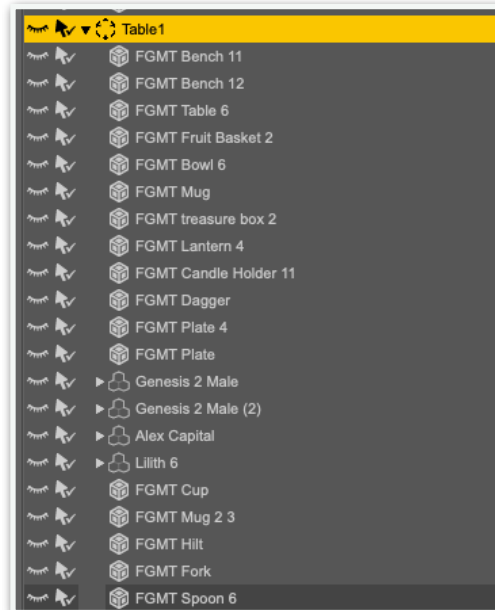 Table1
FGMT Bench 11
FGMT Bench 12
FGMT Table 6
FGMT Fruit Basket 2
FGMT Bowl 6
FGMT Mug
FGMT treasure box 2
FGMT Lantern 4
FGMT Candle Holder 11
FGMT Dagger
FGMT Plate 4
FGMT Plate
Genesis 2 Male
Genesis 2 Male (2)
Alex Capital
Lilith 6
FGMT Cup
FGMT Mug 2 3
FGMT Hilt
FGMT Fork
FGMT Spoon 6